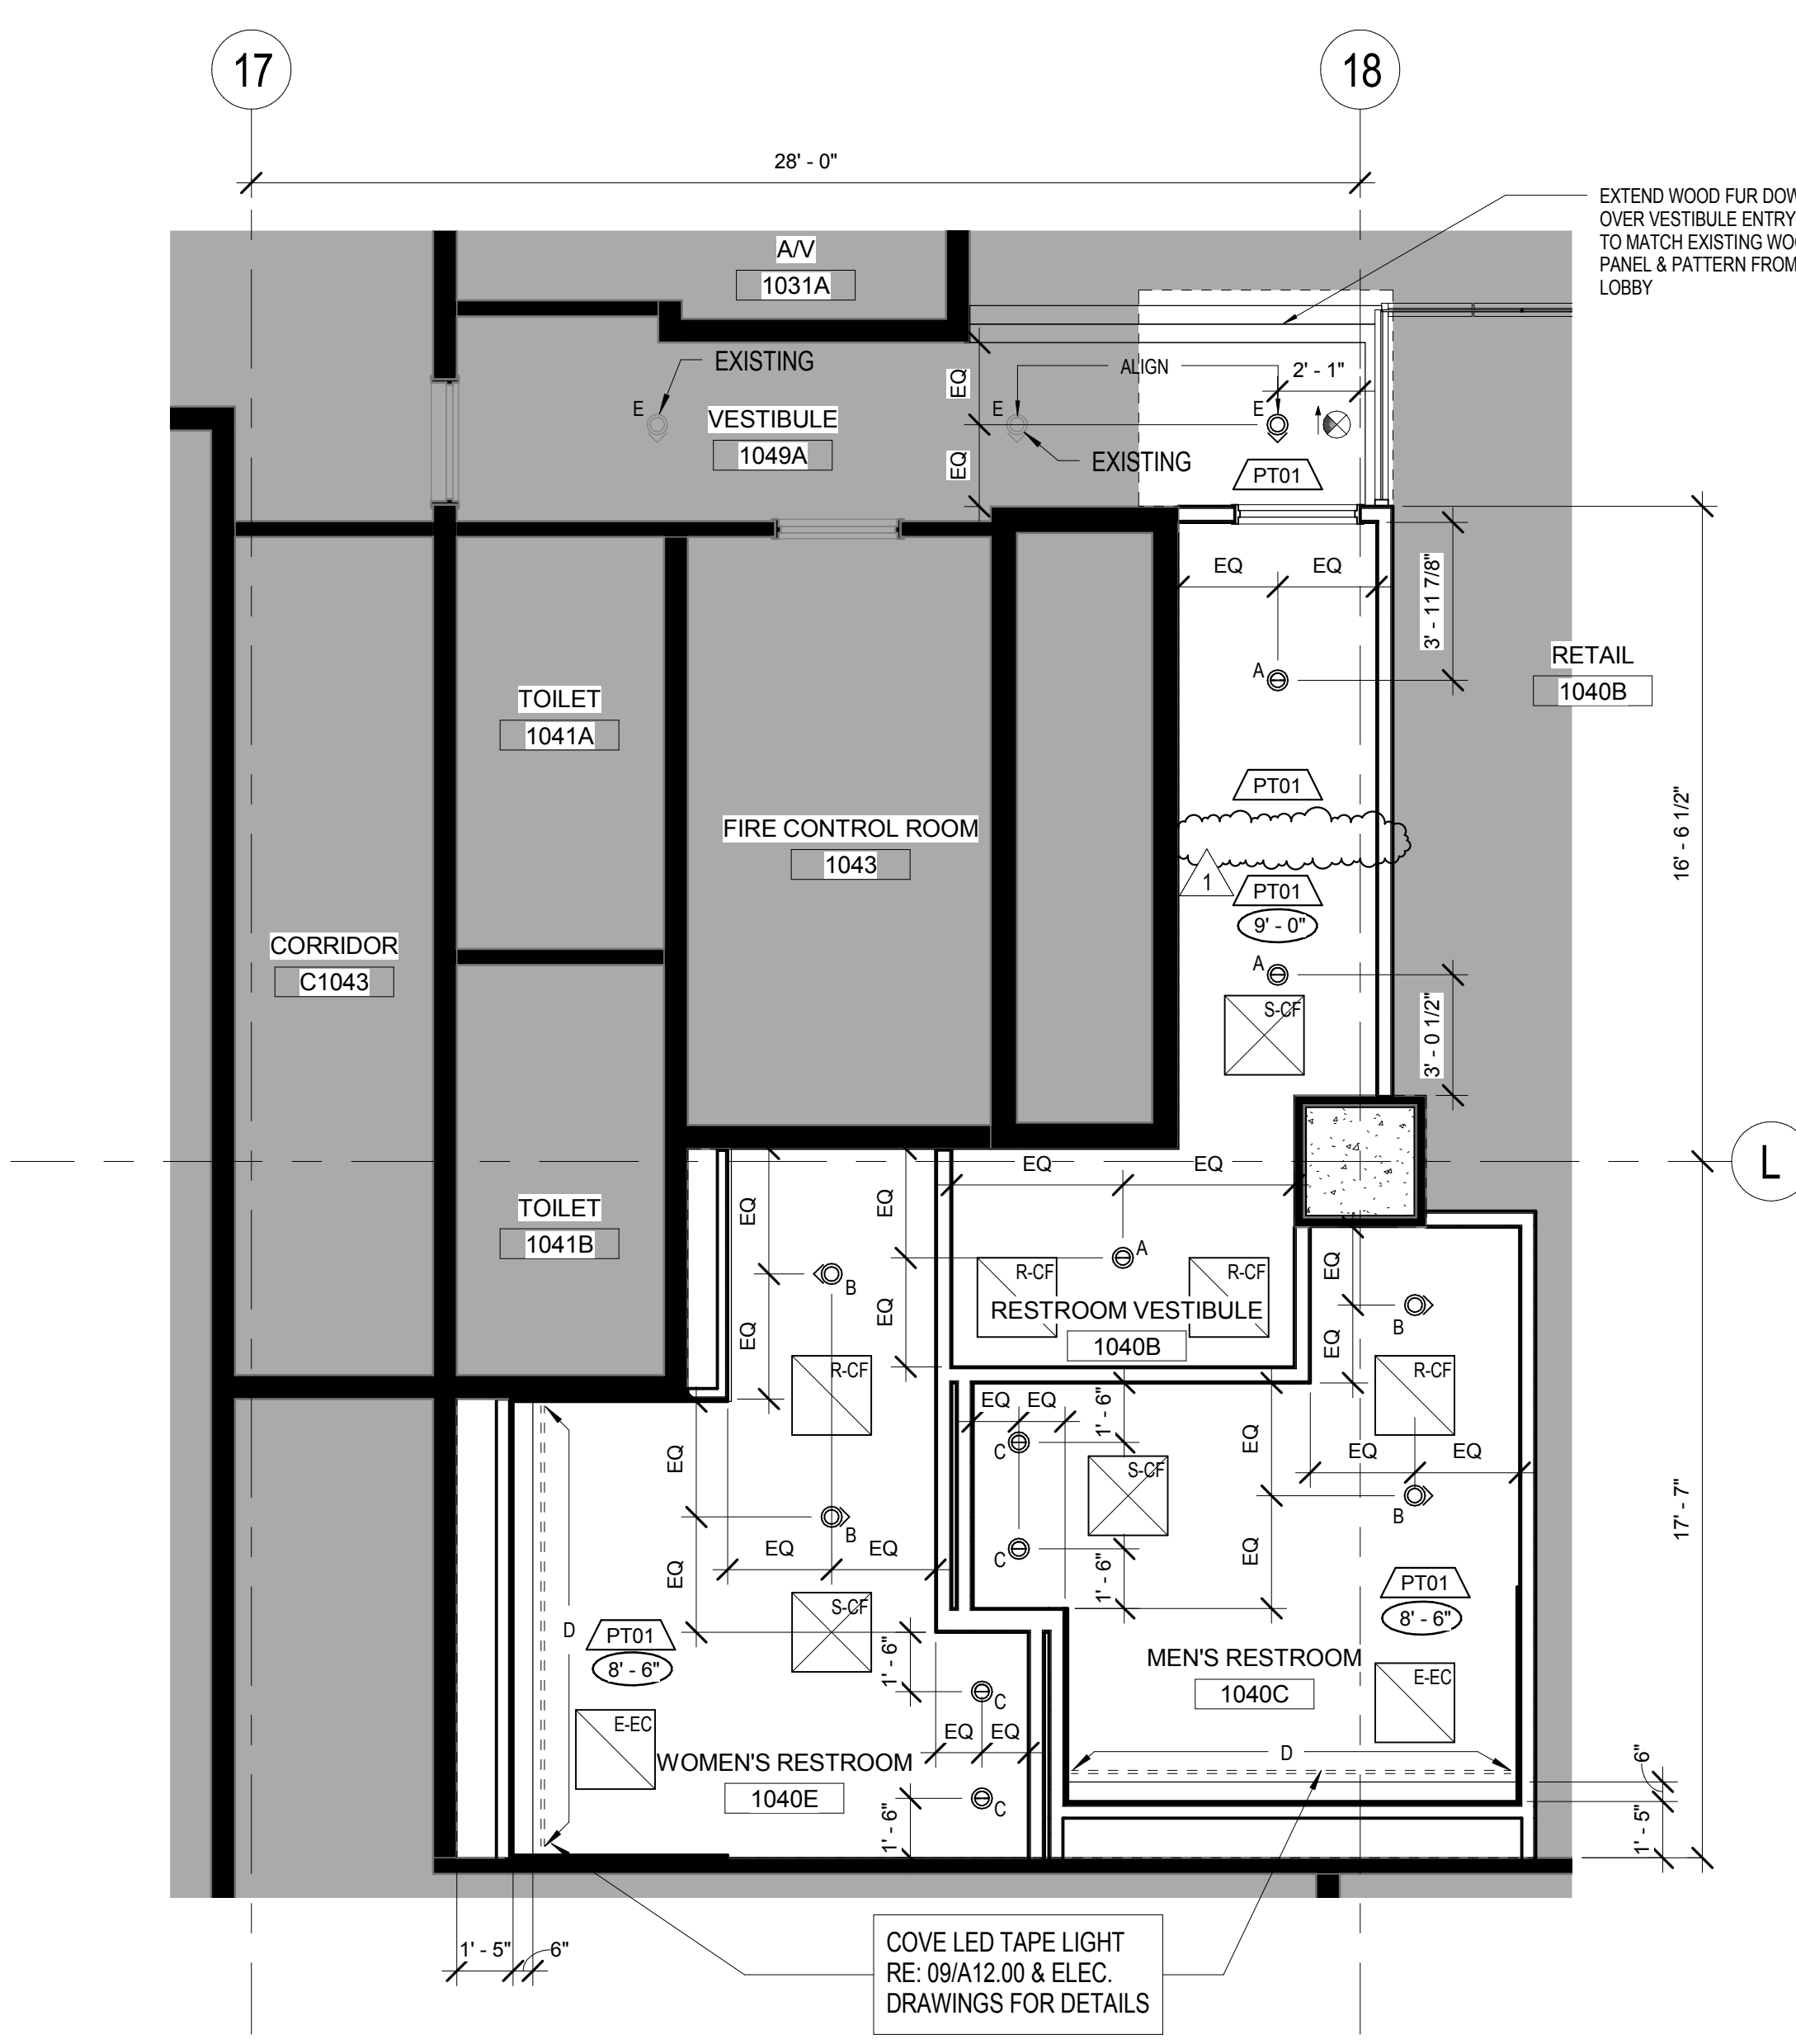 17
18
28' - 0"
EXTEND WOOD FUR
OVER VESTIBULE ENTRY
TO MATCH EXISTING
PANEL & PATTERN FROM
LOBBY
A/V
1031A
EXISTING
E
VESTIBULE
1049A
EQ
EQ
ALIGN
E
EXISTING
2' - 1"
E
PT01
EQ
EQ
3' - 11 7/8"
A
RETAIL
1040B
TOILET
1041A
PT01
16' - 6 1/2"
FIRE CONTROL ROOM
1043
1
PT01
9' - 0"
CORRIDOR
C1043
A
S-CF
3' - 0 1/2"
L
EQ
EQ
TOILET
1041B
EQ
EQ
EQ
EQ
B
A
R-CF
R-CF
RESTROOM VESTIBULE
1040B
EQ
EQ
B
R-CF
R-CF
EQ
EQ
1' - 6"
C
S-CF
C
1' - 6"
EQ
EQ
EQ
EQ
B
EQ
EQ
B
EQ
EQ
17' - 7"
D
PT01
8' - 6"
S-CF
1' - 6"
C
EQ
EQ
E-EC
WOMEN'S RESTROOM
1040E
1' - 6"
C
PT01
8' - 6"
MEN'S RESTROOM
1040C
E-EC
D
6"
1' - 5"
1' - 5"
6"
COVE LED TAPE LIGHT
RE: 09/A12.00 & ELEC.
DRAWINGS FOR DETAILS